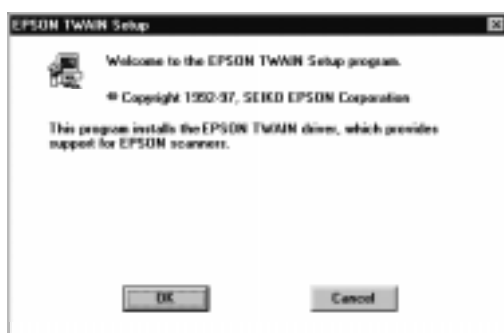 EPSON TWAIN Setup
Welcome to the EPSON TWAIN Setup program.
© Copyright 1992-97, SEIKO EPSON Corporation
This program installs the EPSON TWAIN driver, which provides
support for EPSON scanners.
OK
Cancel